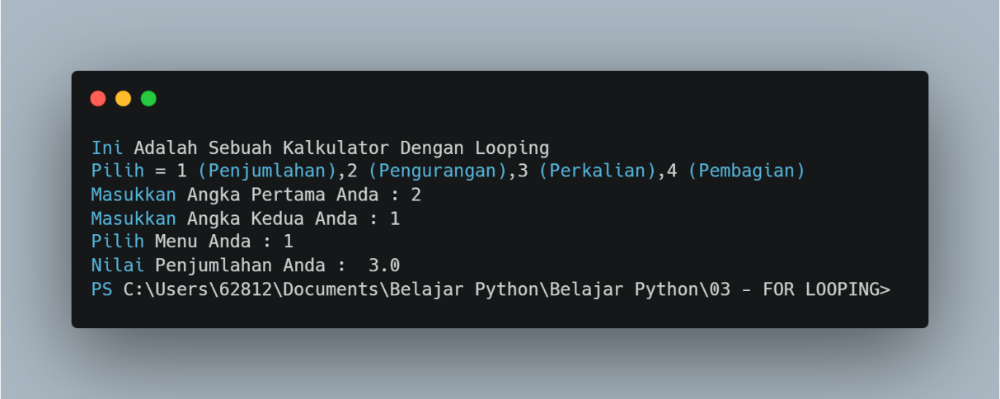 Ini Adalah Sebuah Kalkulator Dengan Looping
Pilih = 1 (Penjumlahan),2 (Pengurangan),3 (Perkalian),4 (Pembagian)
Masukkan Angka Pertama Anda : 2
Masukkan Angka Kedua Anda : 1
Pilih Menu Anda : 1
Nilai Penjumlahan Anda :  3.0
PS C:\Users\62812\Documents\Belajar Python\Belajar Python\03 - FOR LOOPING>